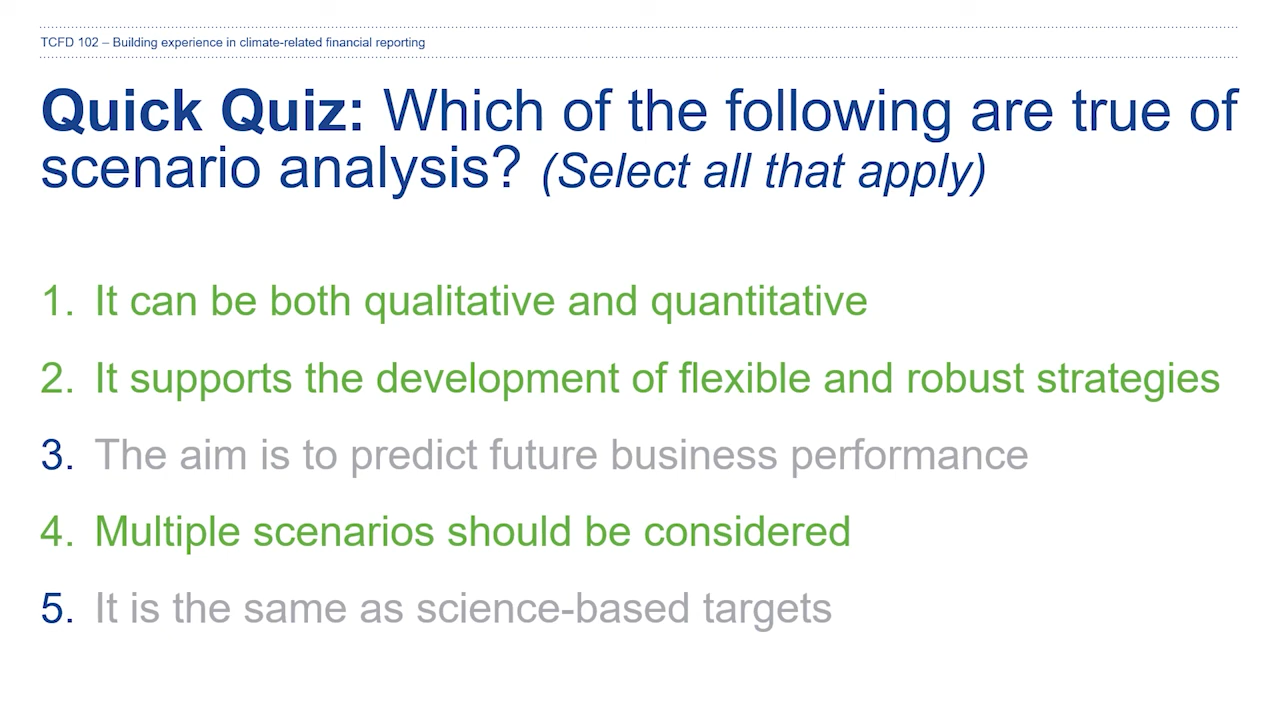 TCFD 102 – Building experience in climate-related financial reporting
Quick Quiz: Which of the following are true of
scenario analysis? (Select all that apply)
1. It can be both qualitative and quantitative
2. It supports the development of flexible and robust strategies
3. The aim is to predict future business performance
4. Multiple scenarios should be considered
5. It is the same as science-based targets